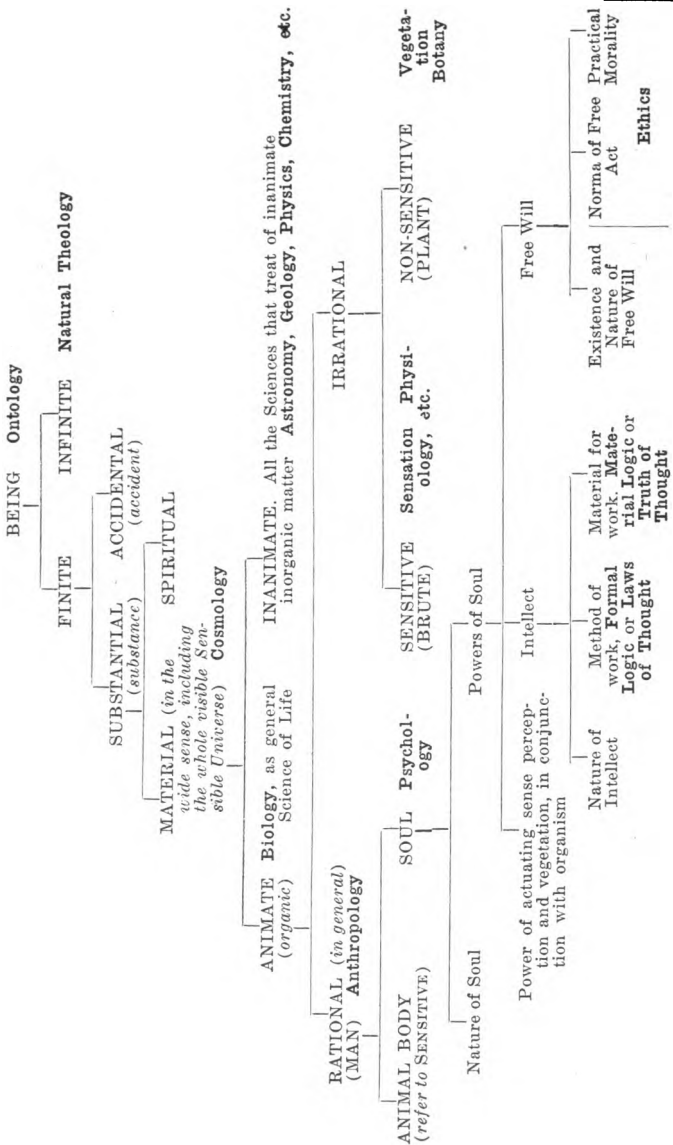 BEING Ontology
FINITE INFINITE Natural Theology
SUBSTANTIAL ACCIDENTAL
(substance) (accident)
MATERIAL (in the SPIRITUAL
wide sense, including
the whole visible Sen-
sible Universe) Cosmology
ANIMATE Biology, as general INANIMATE. All the Sciences that treat of inanimate
(organic) Science of Life inorganic matter Astronomy, Geology, Physics, Chemistry, etc.
RATIONAL (in general) IRRATIONAL
(MAN) Anthropology
ANIMAL BODY SOUL Psychol- SENSITIVE Sensation Physi- NON-SENSITIVE Vegeta-
(refer to SENSITIVE) ogy (BRUTE) ology, etc. (PLANT) tion
Botany
Nature of Soul Powers of Soul
Power of actuating sense percep- Intellect Free Will
tion and vegetation, in conjunc-
tion with organism
Nature of Method of Material for Existence and Norma of Free Practical
Intellect work, Formal work, Mate- Nature of Act Morality
Logic or Laws rial Logic or Free Will
of Thought Truth of Ethics
Thought